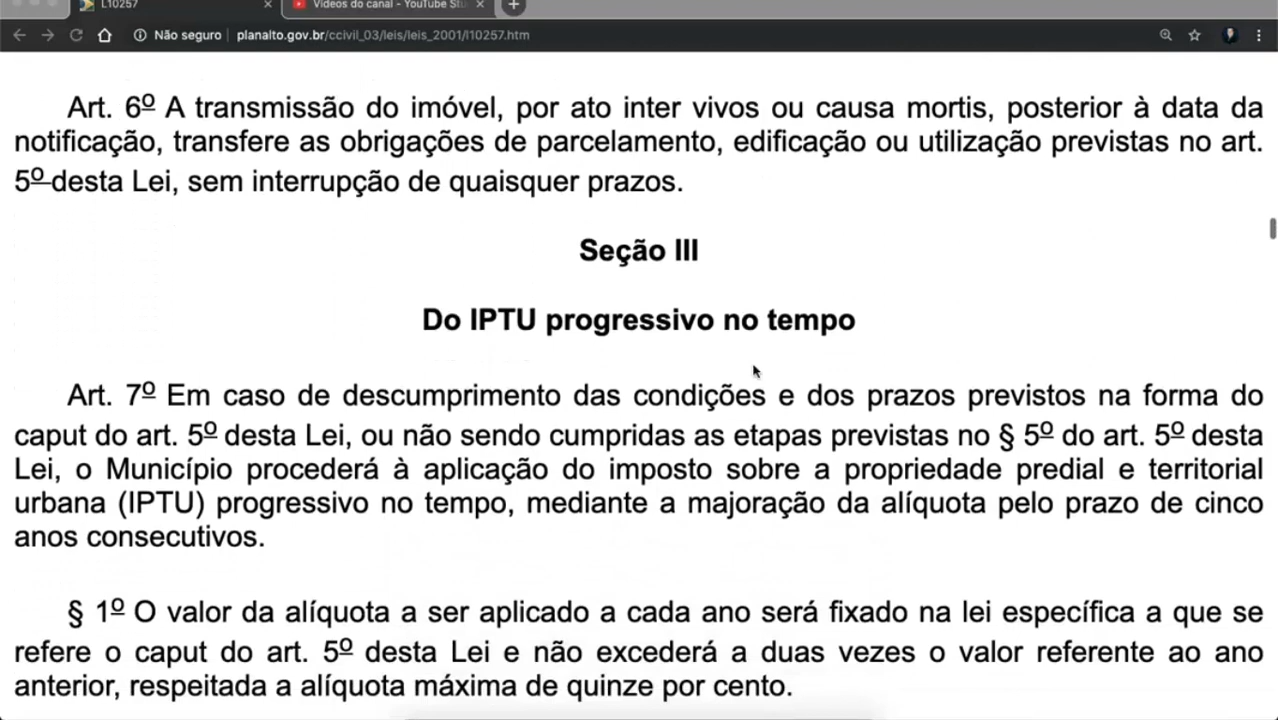 L10257
Vídeos do canal - YouTube Stu
Não seguro | planalto.gov.br/ccivil_03/leis/leis_2001/l10257.htm
Art. 6º A transmissão do imóvel, por ato inter vivos ou causa mortis, posterior à data da
notificação, transfere as obrigações de parcelamento, edificação ou utilização previstas no art.
5º desta Lei, sem interrupção de quaisquer prazos.
Seção III
Do IPTU progressivo no tempo
Art. 7º Em caso de descumprimento das condições e dos prazos previstos na forma do
caput do art. 5º desta Lei, ou não sendo cumpridas as etapas previstas no § 5º do art. 5º desta
Lei, o Município procederá à aplicação do imposto sobre a propriedade predial e territorial
urbana (IPTU) progressivo no tempo, mediante a majoração da alíquota pelo prazo de cinco
anos consecutivos.
§ 1º O valor da alíquota a ser aplicado a cada ano será fixado na lei específica a que se
refere o caput do art. 5º desta Lei e não excederá a duas vezes o valor referente ao ano
anterior, respeitada a alíquota máxima de quinze por cento.